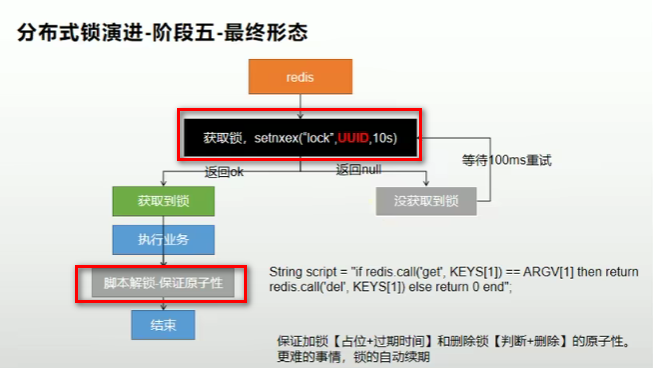 分布式锁演进-阶段五-最终形态
redis
获取锁，setnxex("lock",UUID,10s)
等待100ms重试
返回ok
返回null
获取到锁
没获取到锁
执行业务
脚本解锁-保证原子性
String script = "if redis.call('get', KEYS[1]) == ARGV[1] then return
redis.call('del', KEYS[1]) else return 0 end";
结束
保证加锁【占位+过期时间】和删除锁【判断+删除】的原子性。
更难的事情，锁的自动续期